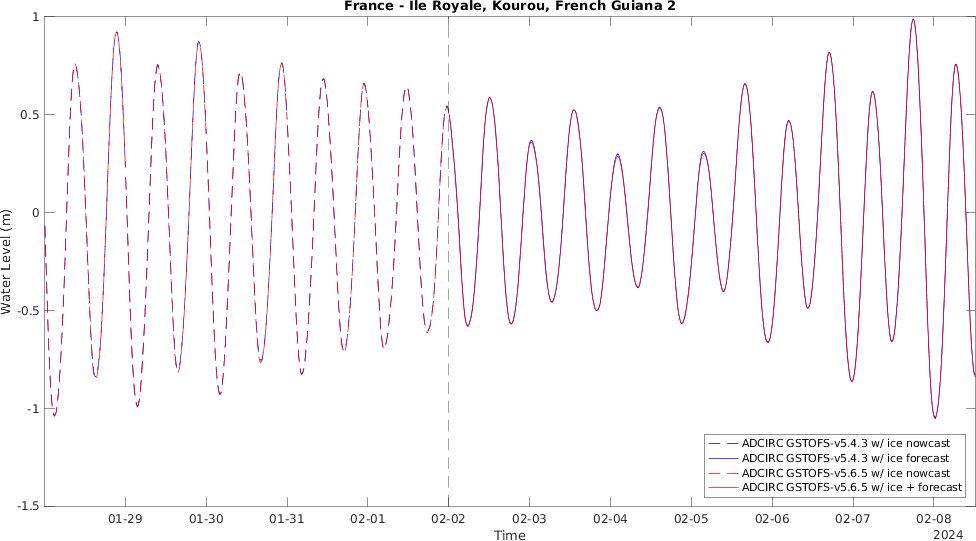 France - Ile Royale, Kourou, French Guiana 2
1
0.5
0
-0.5
-1
-1.5
Water Level (m)
ADCIRC GSTOFS-v5.4.3 w/ ice nowcast
ADCIRC GSTOFS-v5.4.3 w/ ice forecast
ADCIRC GSTOFS-v5.6.5 w/ ice nowcast
ADCIRC GSTOFS-v5.6.5 w/ ice + forecast
01-29 01-30 01-31 02-01 02-02 02-03 02-04 02-05 02-06 02-07 02-08
Time
2024